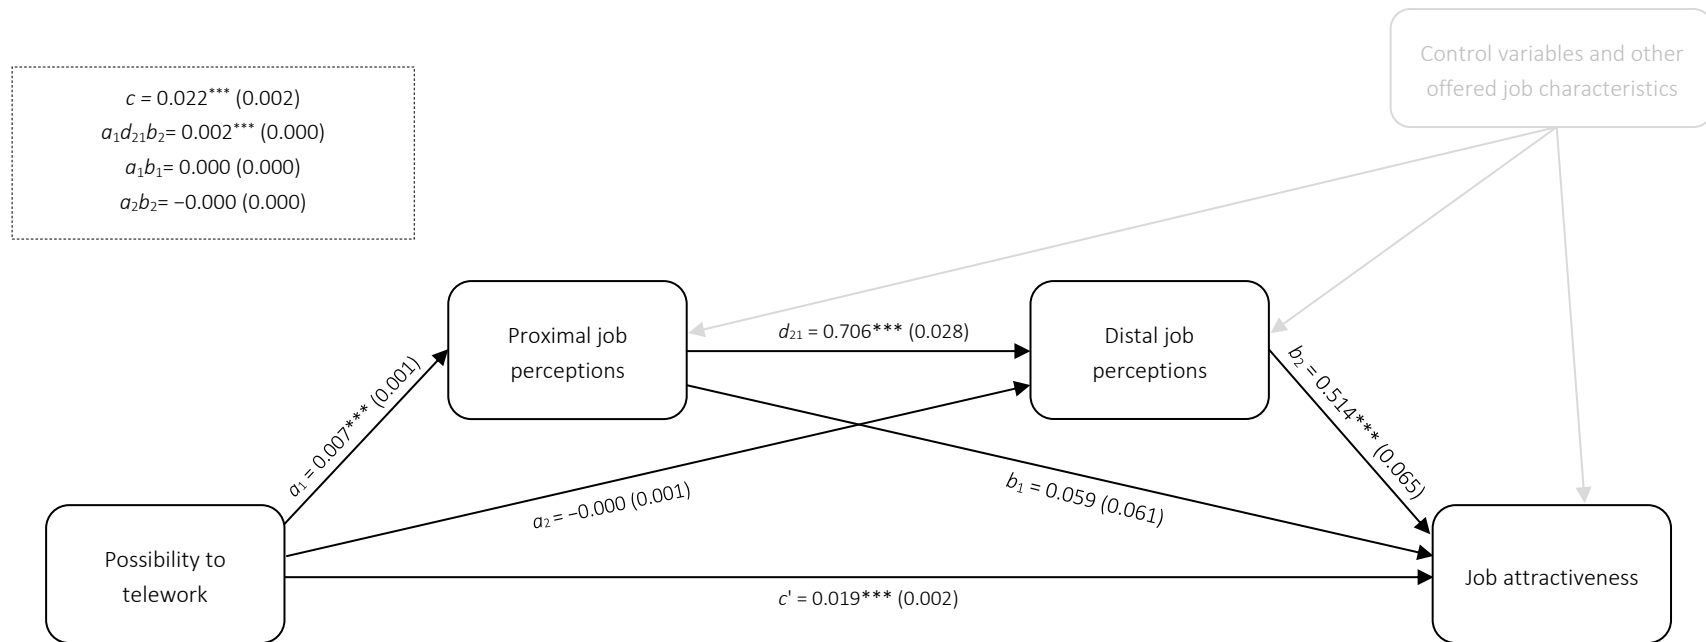 Control variables and other
offered job characteristics
c = 0.022*** (0.002)
a₁d₂₁b₂= 0.002*** (0.000)
a₁b₁= 0.000 (0.000)
a₂b₂= −0.000 (0.000)
Proximal job
perceptions
d₂₁ = 0.706*** (0.028)
Distal job
perceptions
a₁ = 0.007*** (0.001)
b₂ = 0.514*** (0.065)
a₂ = −0.000 (0.001)
b₁ = 0.059 (0.061)
Possibility to
telework
c' = 0.019*** (0.002)
Job attractiveness